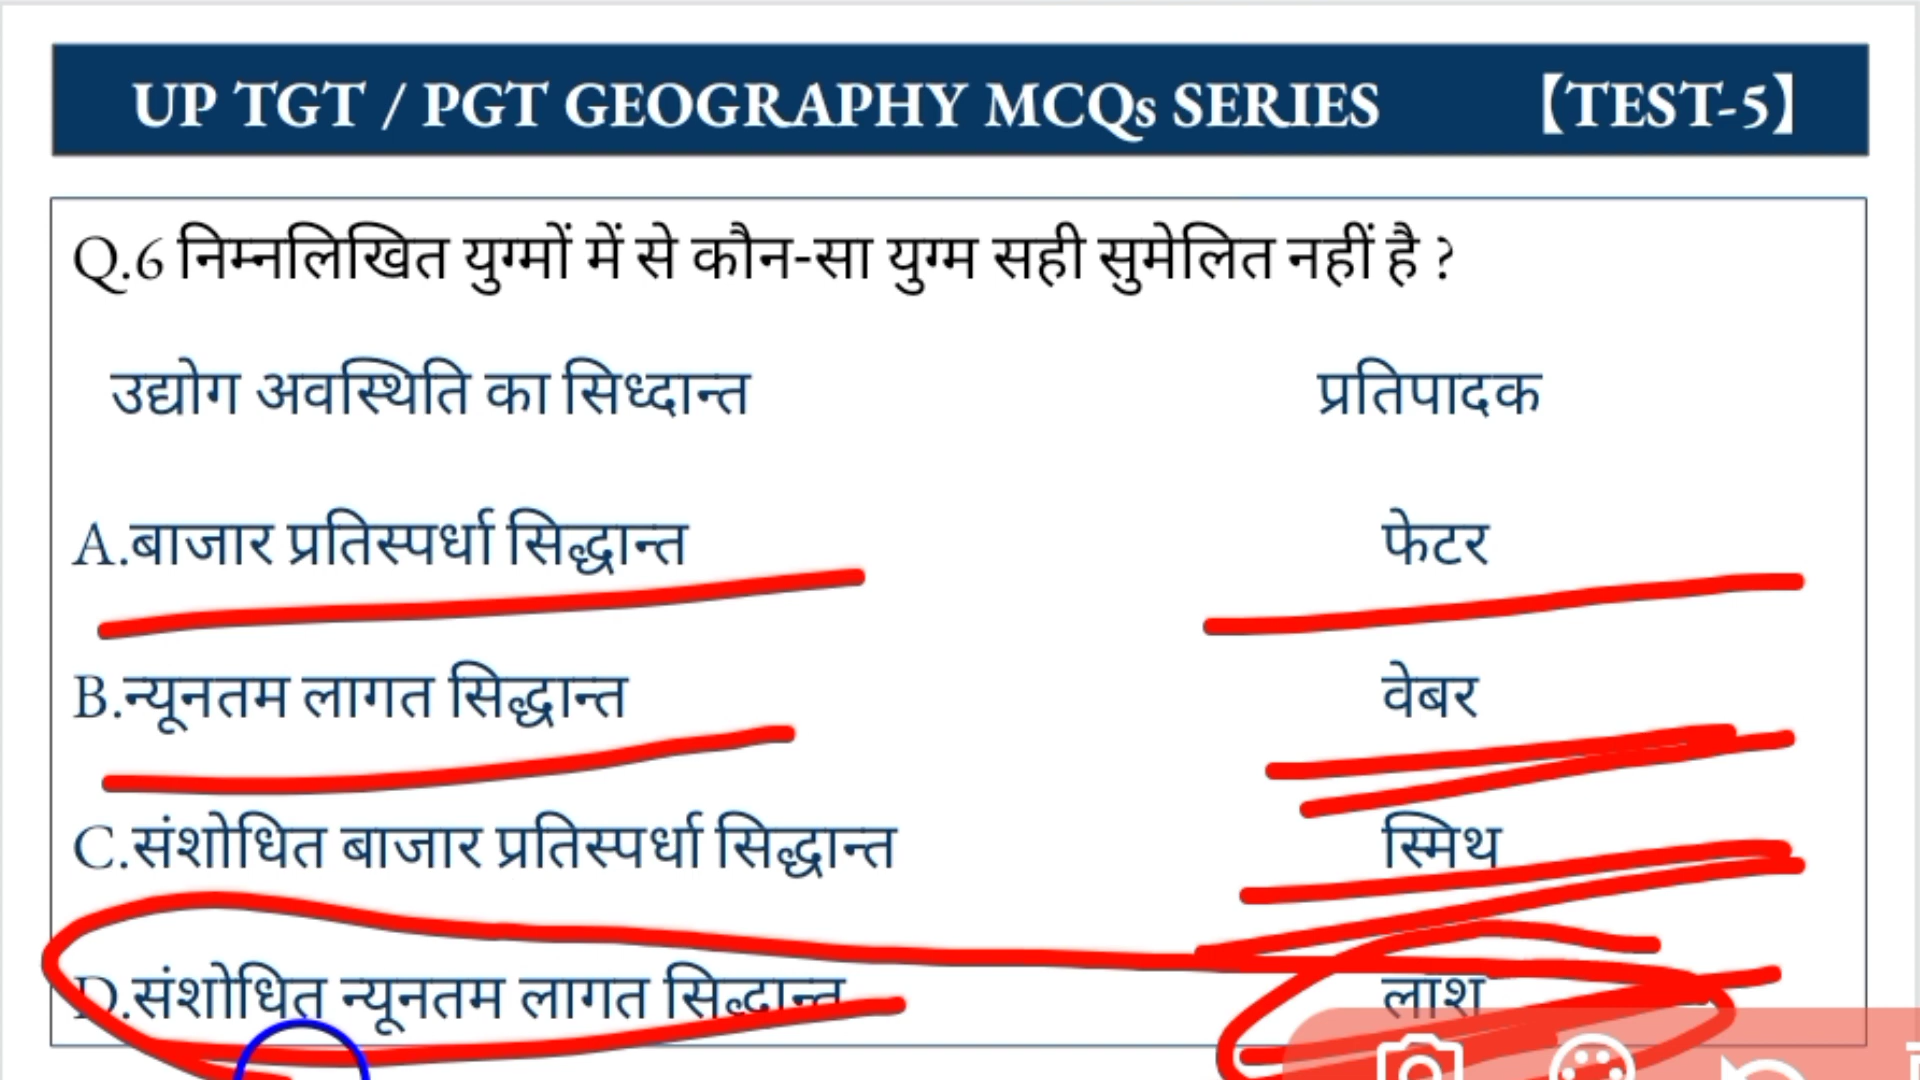 UP TGT / PGT GEOGRAPHY MCQs SERIES 【TEST-5】
Q.6 निम्नलिखित युग्मों में से कौन-सा युग्म सही सुमेलित नहीं है ?
उद्योग अवस्थिति का सिध्दान्त प्रतिपादक
A.बाजार प्रतिस्पर्धा सिद्धान्त फेटर
B.न्यूनतम लागत सिद्धान्त वेबर
C.संशोधित बाजार प्रतिस्पर्धा सिद्धान्त स्मिथ
D.संशोधित न्यूनतम लागत सिद्धान्त लाश